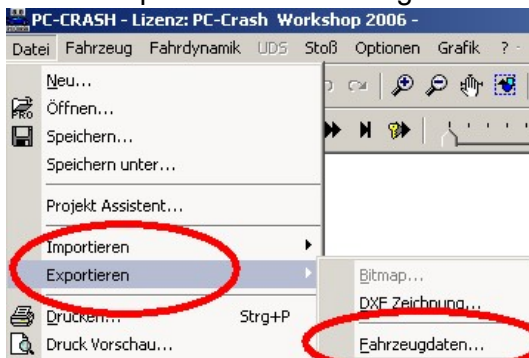 PC-CRASH - Lizenz: PC-Crash Workshop 2006 -
Datei Fahrzeug Fahrdynamik UDS Stoß Optionen Grafik ?
Neu...
PRO Öffnen...
Speichern...
Speichern unter...
Projekt Assistent...
Importieren
Exportieren
Bitmap...
DXF Zeichnung...
Drucken... Strg+P
Fahrzeugdaten...
Druck Vorschau...